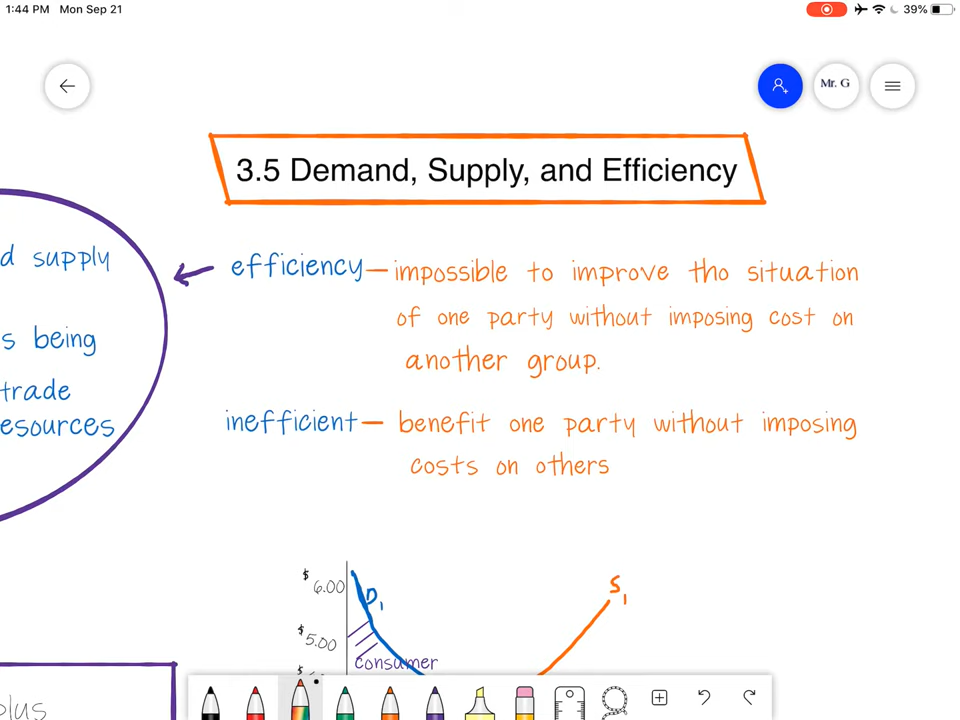 1:44 PM Mon Sep 21
39%
Mr. G
3.5 Demand, Supply, and Efficiency
d supply
s being
trade
esources
efficiency — impossible to improve tho situation
of one party without imposing cost on
another group.
inefficient — benefit one party without imposing
costs on others
$ 6.00
D1
S1
$ 5.00
consumer
$
plus